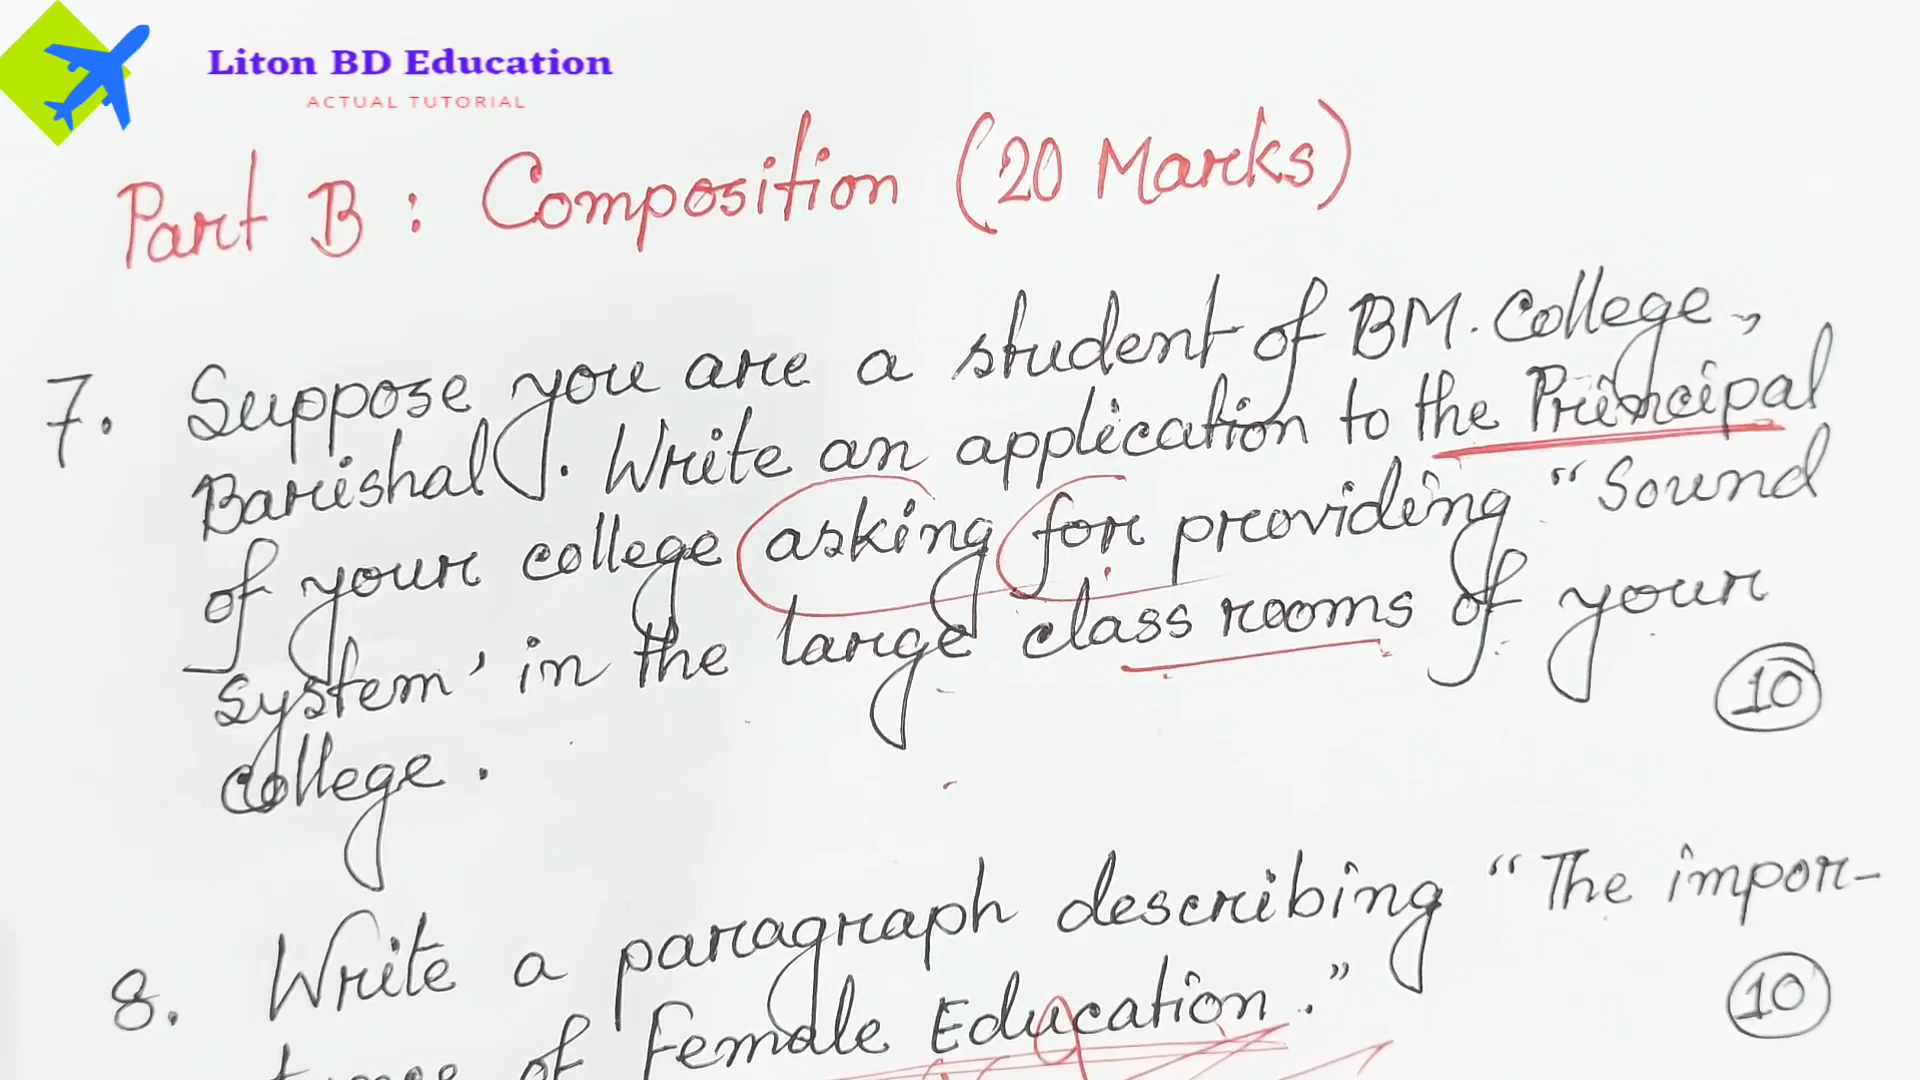 Liton BD Education
ACTUAL TUTORIAL
Part B: Composition (20 Marks)
7. Suppose you are a student of BM. College,
Barishal. Write an application to the Principal
of your college asking for providing “Sound
System’ in the large class rooms of your
college.
10
8. Write a paragraph describing “The impor-
tance of Female Education.”
10